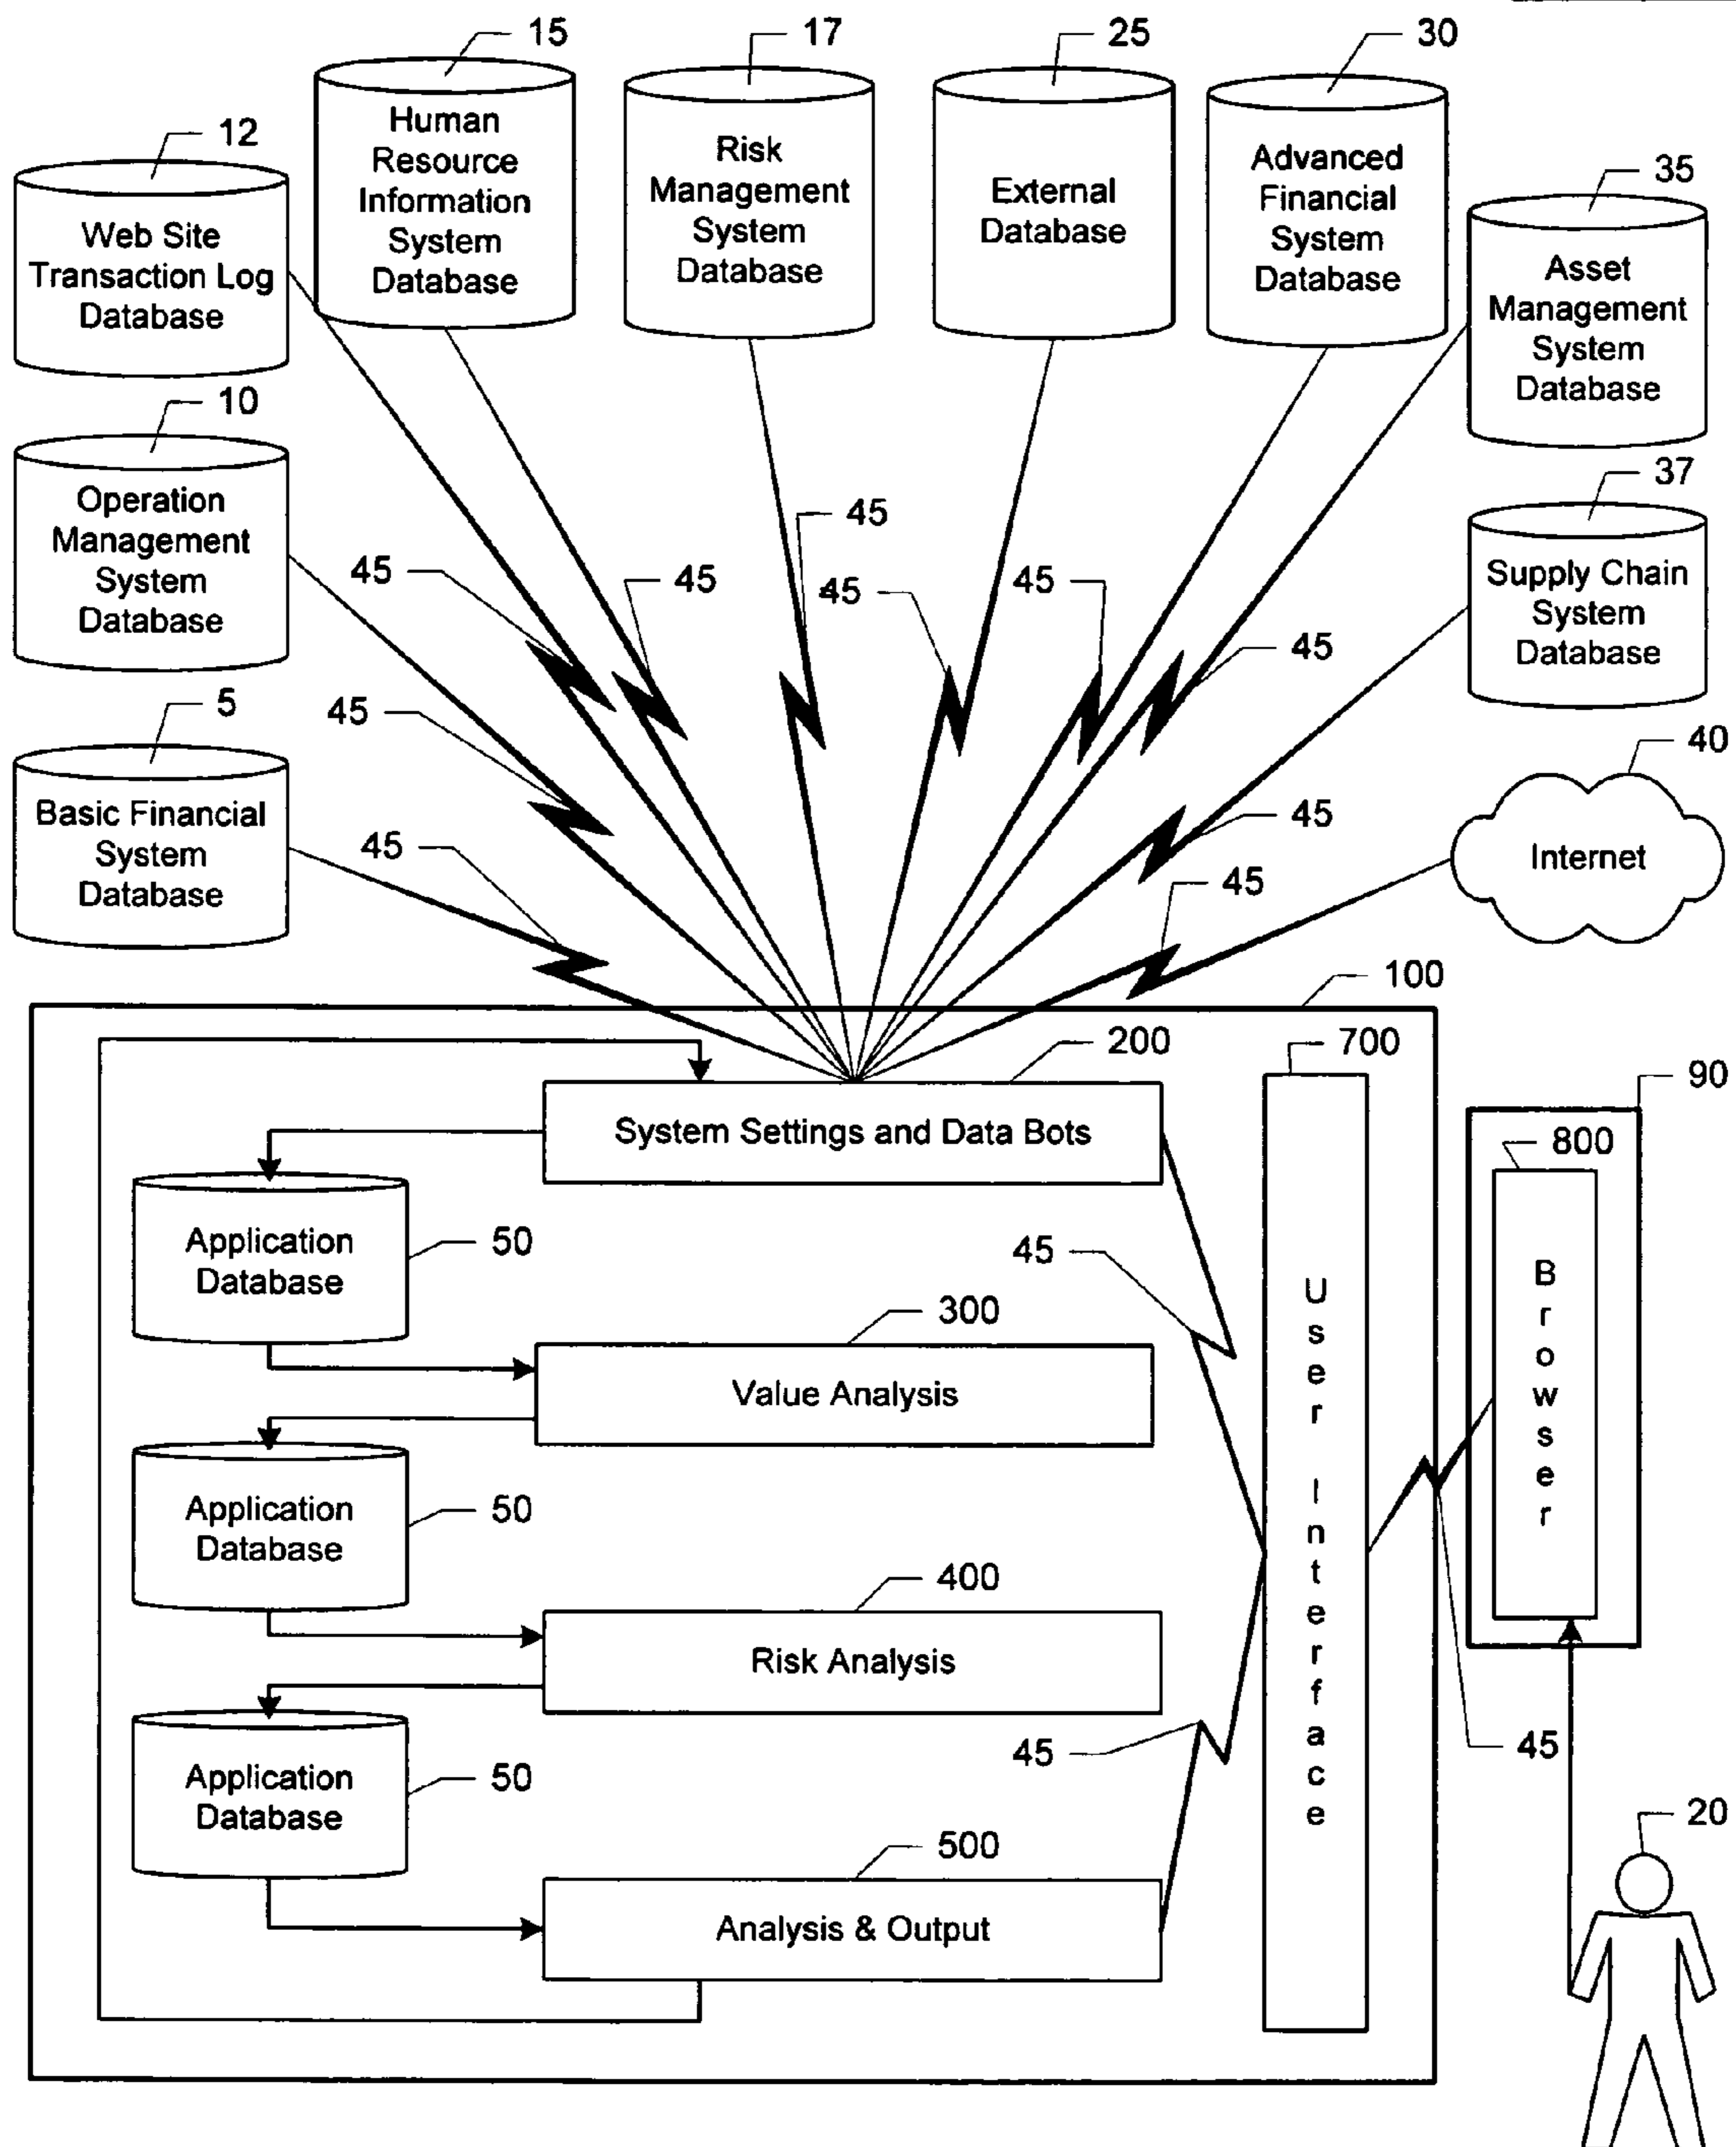 15
17
25
30
12
35
Human
Resource
Information
System
Database
Risk
Management
System
Database
External
Database
Advanced
Financial
System
Database
Web Site
Transaction Log
Database
Asset
Management
System
Database
10
37
Operation
Management
System
Database
Supply Chain
System
Database
45
45
45
45
45
45
5
45
40
Basic Financial
System
Database
45
45
45
Internet
100
200
700
90
System Settings and Data Bots
800
Application
Database
50
45
300
Value Analysis
User Interface
Browser
Application
Database
50
400
Risk Analysis
45
45
Application
Database
50
20
500
Analysis & Output